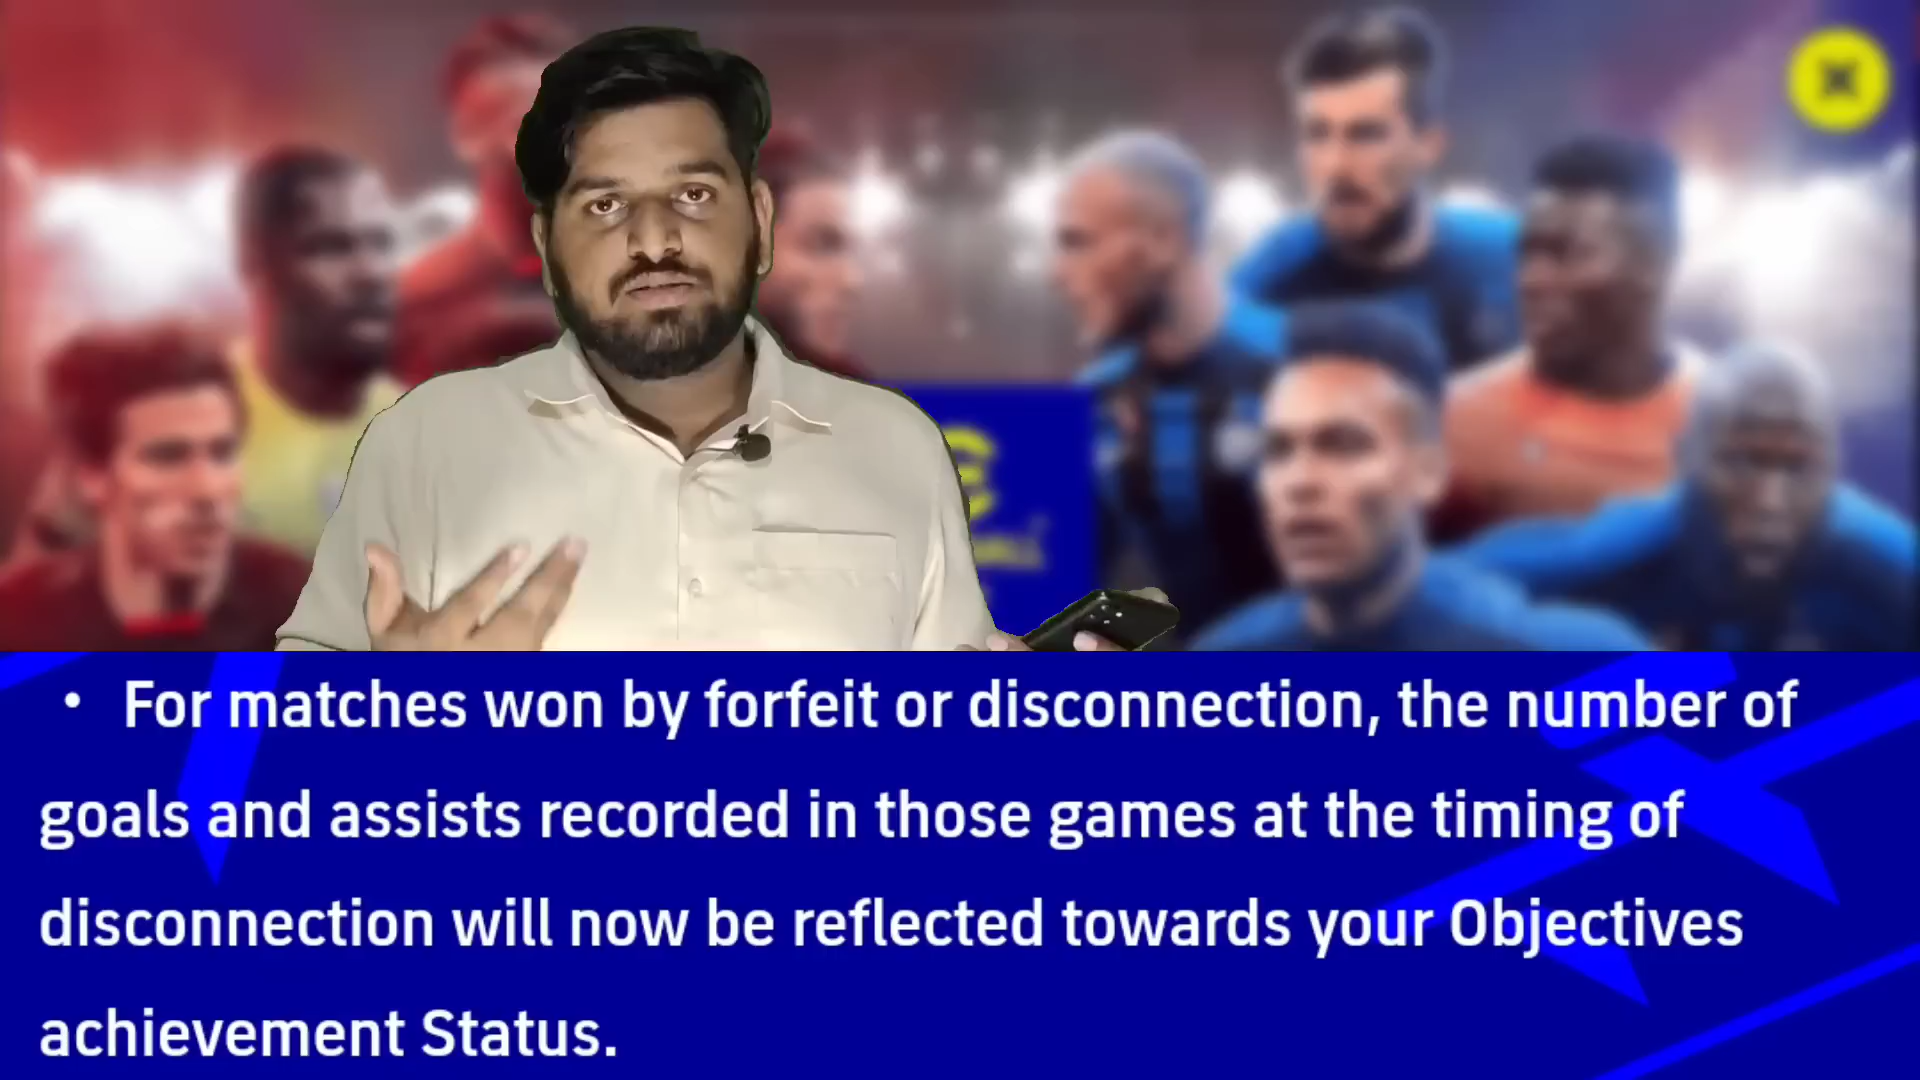 • For matches won by forfeit or disconnection, the number of
goals and assists recorded in those games at the timing of
disconnection will now be reflected towards your Objectives
achievement Status.